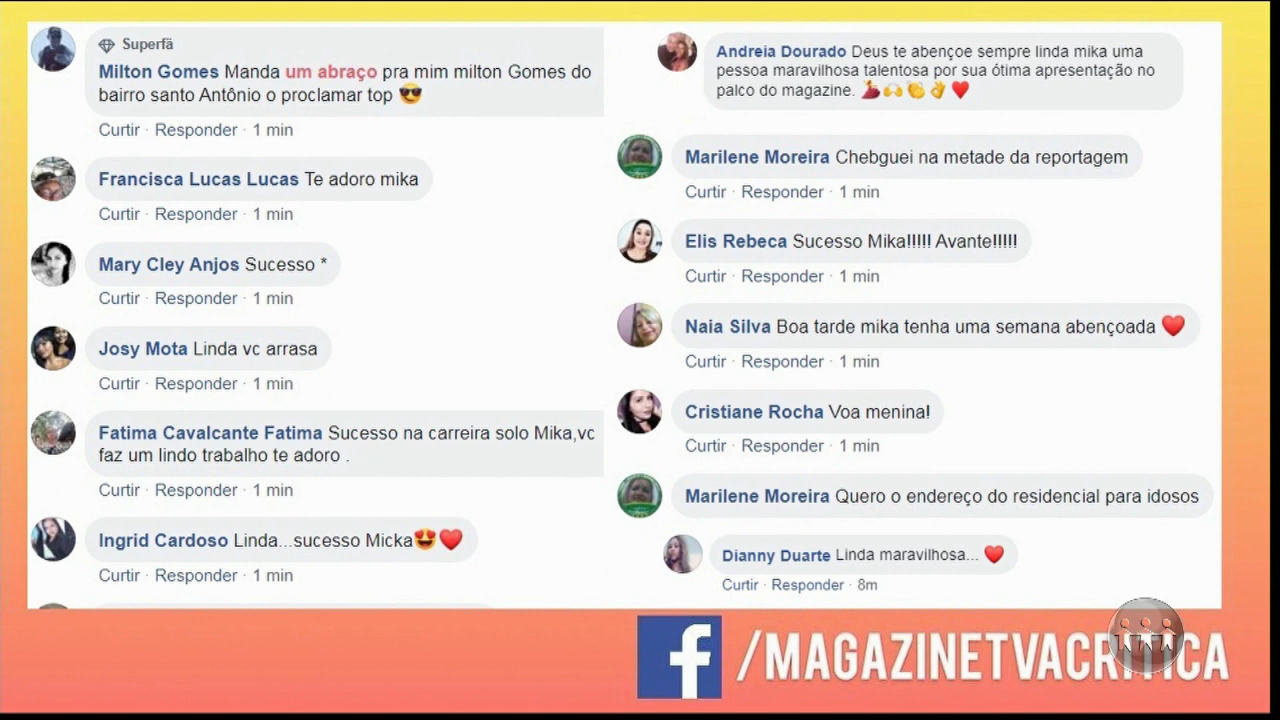 Superfã
Milton Gomes Manda um abraço pra mim milton Gomes do
bairro santo Antônio o proclamar top 😎
Curtir · Responder · 1 min
Francisca Lucas Lucas Te adoro mika
Curtir · Responder · 1 min
Mary Cley Anjos Sucesso *
Curtir · Responder · 1 min
Josy Mota Linda vc arrasa
Curtir · Responder · 1 min
Fatima Cavalcante Fatima Sucesso na carreira solo Mika,vc
faz um lindo trabalho te adoro .
Curtir · Responder · 1 min
Ingrid Cardoso Linda...sucesso Micka😍❤️
Curtir · Responder · 1 min
Andreia Dourado Deus te abençoe sempre linda mika uma
pessoa maravilhosa talentosa por sua ótima apresentação no
palco do magazine. 💃🙌👏👌❤️
Marilene Moreira Chebguei na metade da reportagem
Curtir · Responder · 1 min
Elis Rebeca Sucesso Mika!!!!! Avante!!!!!
Curtir · Responder · 1 min
Naia Silva Boa tarde mika tenha uma semana abençoada ❤️
Curtir · Responder · 1 min
Cristiane Rocha Voa menina!
Curtir · Responder · 1 min
Marilene Moreira Quero o endereço do residencial para idosos
Dianny Duarte Linda maravilhosa... ❤️
Curtir · Responder · 8m
f /MAGAZINETVACRITICA